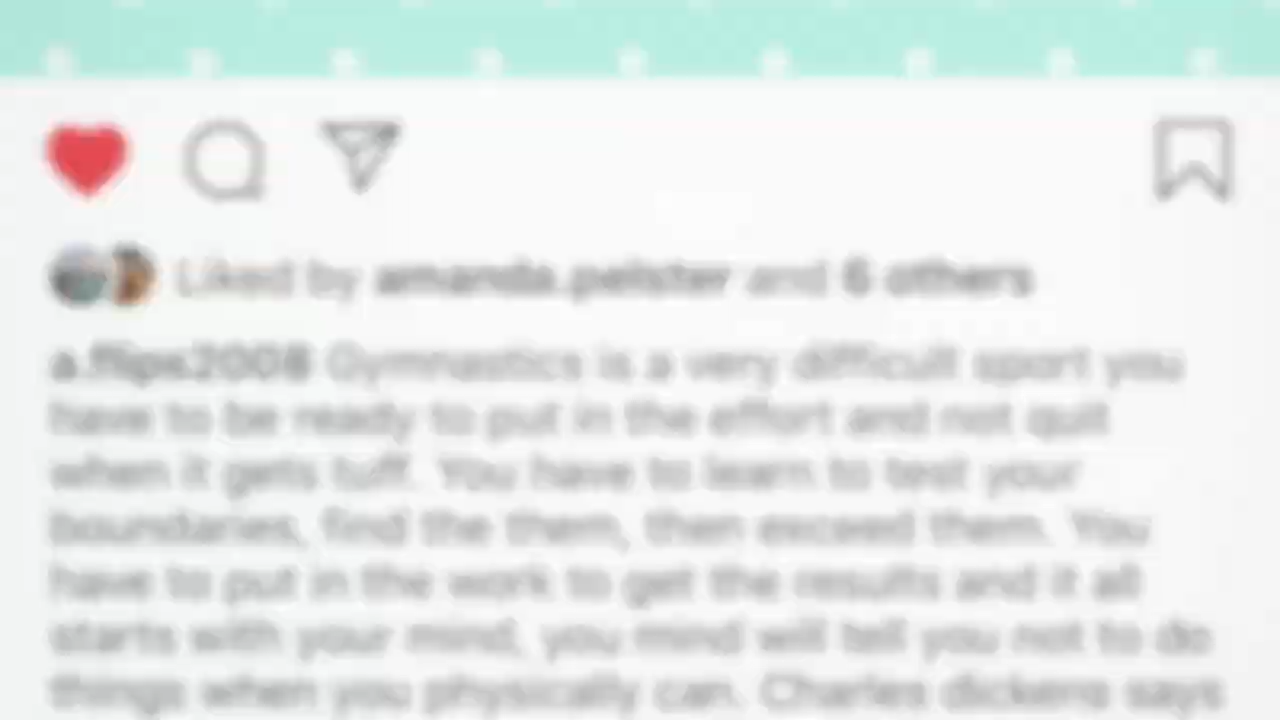 Liked by amanda.pelster and 6 others
a.flips2008 Gymnastics is a very difficult sport you
have to be ready to put in the effort and not quit
when it gets tuff. You have to learn to test your
boundaries, find the them, then exceed them. You
have to put in the work to get the results and it all
starts with your mind, you mind will tell you not to do
things when you physically can. Charles dickens says